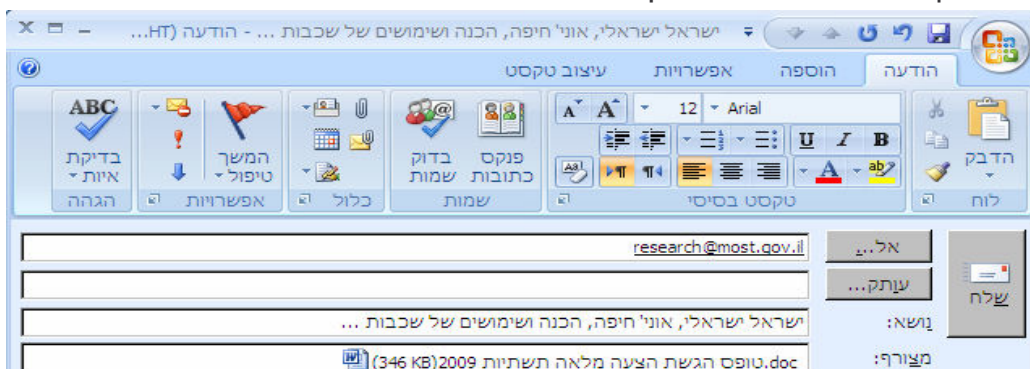 ישראל ישראלי, אוני' חיפה, הכנה ושימושים של שכבות ... - הודעה (HT...
הודעה הוספה אפשרויות עיצוב טקסט
הדבק
לוח
Arial 12
B I U
טקסט בסיסי
פנקס כתובות
בדוק שמות
שמות
כלול
המשך טיפול
אפשרויות
ABC
בדיקת איות
הגהה
שלח
אל...
research@most.gov.il
עותק...
נושא:
ישראל ישראלי, אוני' חיפה, הכנה ושימושים של שכבות ...
מצורף:
טופס הגשת הצעה מלאה תשתיות 2009.doc (346 KB)